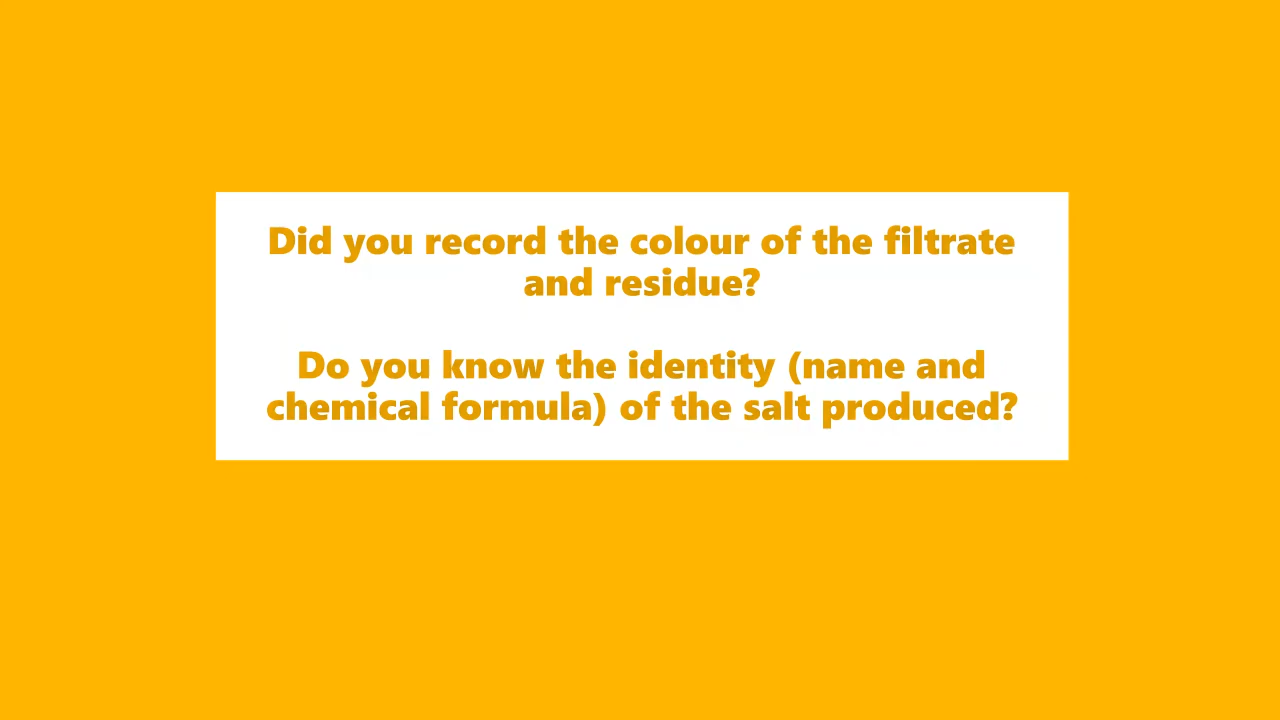 Did you record the colour of the filtrate
and residue?
Do you know the identity (name and
chemical formula) of the salt produced?